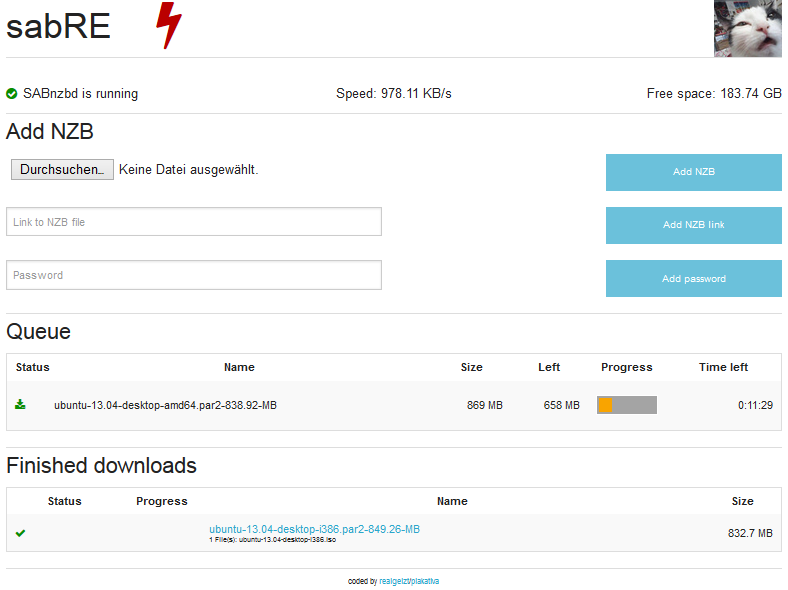 sabRE
SABnzbd is running Speed: 978.11 KB/s Free space: 183.74 GB
Add NZB
Durchsuchen... Keine Datei ausgewählt. Add NZB
Link to NZB file Add NZB link
Password Add password
Queue
Status Name Size Left Progress Time left
ubuntu-13.04-desktop-amd64.par2-838.92-MB 869 MB 658 MB 0:11:29
Finished downloads
Status Progress Name Size
ubuntu-13.04-desktop-i386.par2-849.26-MB 832.7 MB
1 File(s): ubuntu-13.04-desktop-i386.iso
coded by realgeizt/plakativa